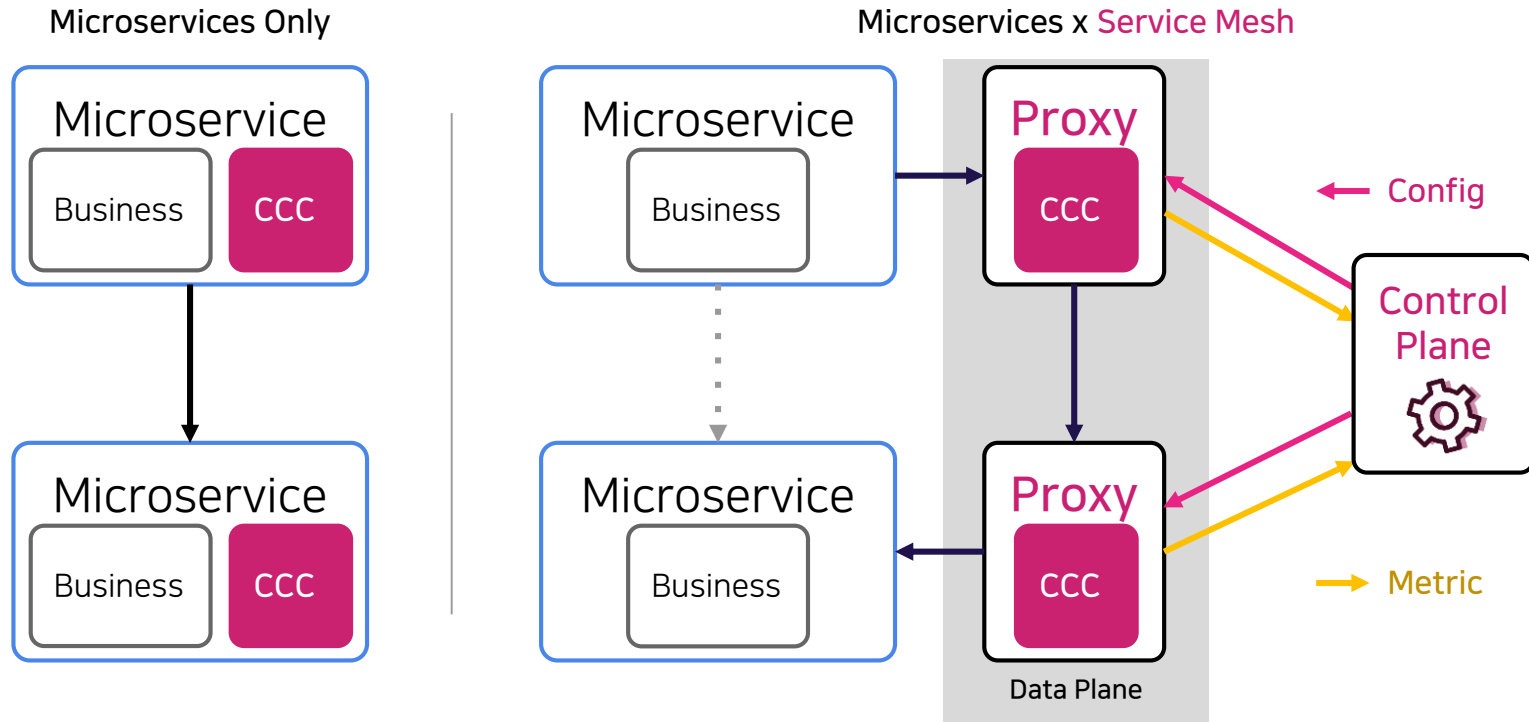 Microservices Only
Microservice
Business
CCC
Microservice
Business
CCC
Microservices x Service Mesh
Microservice
Business
Proxy
CCC
Microservice
Business
Proxy
CCC
Data Plane
Config
Control
Plane
Metric